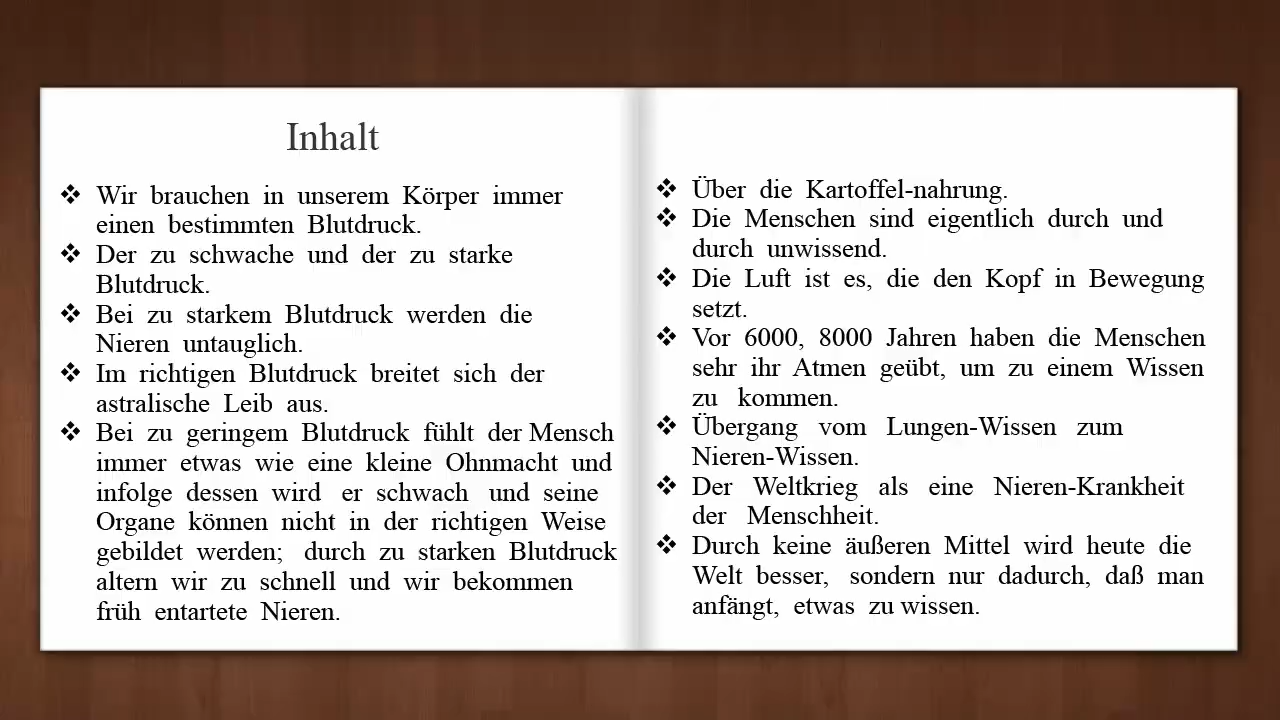 Inhalt
❖ Wir brauchen in unserem Körper immer
einen bestimmten Blutdruck.
❖ Der zu schwache und der zu starke
Blutdruck.
❖ Bei zu starkem Blutdruck werden die
Nieren untauglich.
❖ Im richtigen Blutdruck breitet sich der
astralische Leib aus.
❖ Bei zu geringem Blutdruck fühlt der Mensch
immer etwas wie eine kleine Ohnmacht und
infolge dessen wird er schwach und seine
Organe können nicht in der richtigen Weise
gebildet werden; durch zu starken Blutdruck
altern wir zu schnell und wir bekommen
früh entartete Nieren.
❖ Über die Kartoffel-nahrung.
❖ Die Menschen sind eigentlich durch und
durch unwissend.
❖ Die Luft ist es, die den Kopf in Bewegung
setzt.
❖ Vor 6000, 8000 Jahren haben die Menschen
sehr ihr Atmen geübt, um zu einem Wissen
zu kommen.
❖ Übergang vom Lungen-Wissen zum
Nieren-Wissen.
❖ Der Weltkrieg als eine Nieren-Krankheit
der Menschheit.
❖ Durch keine äußeren Mittel wird heute die
Welt besser, sondern nur dadurch, daß man
anfängt, etwas zu wissen.